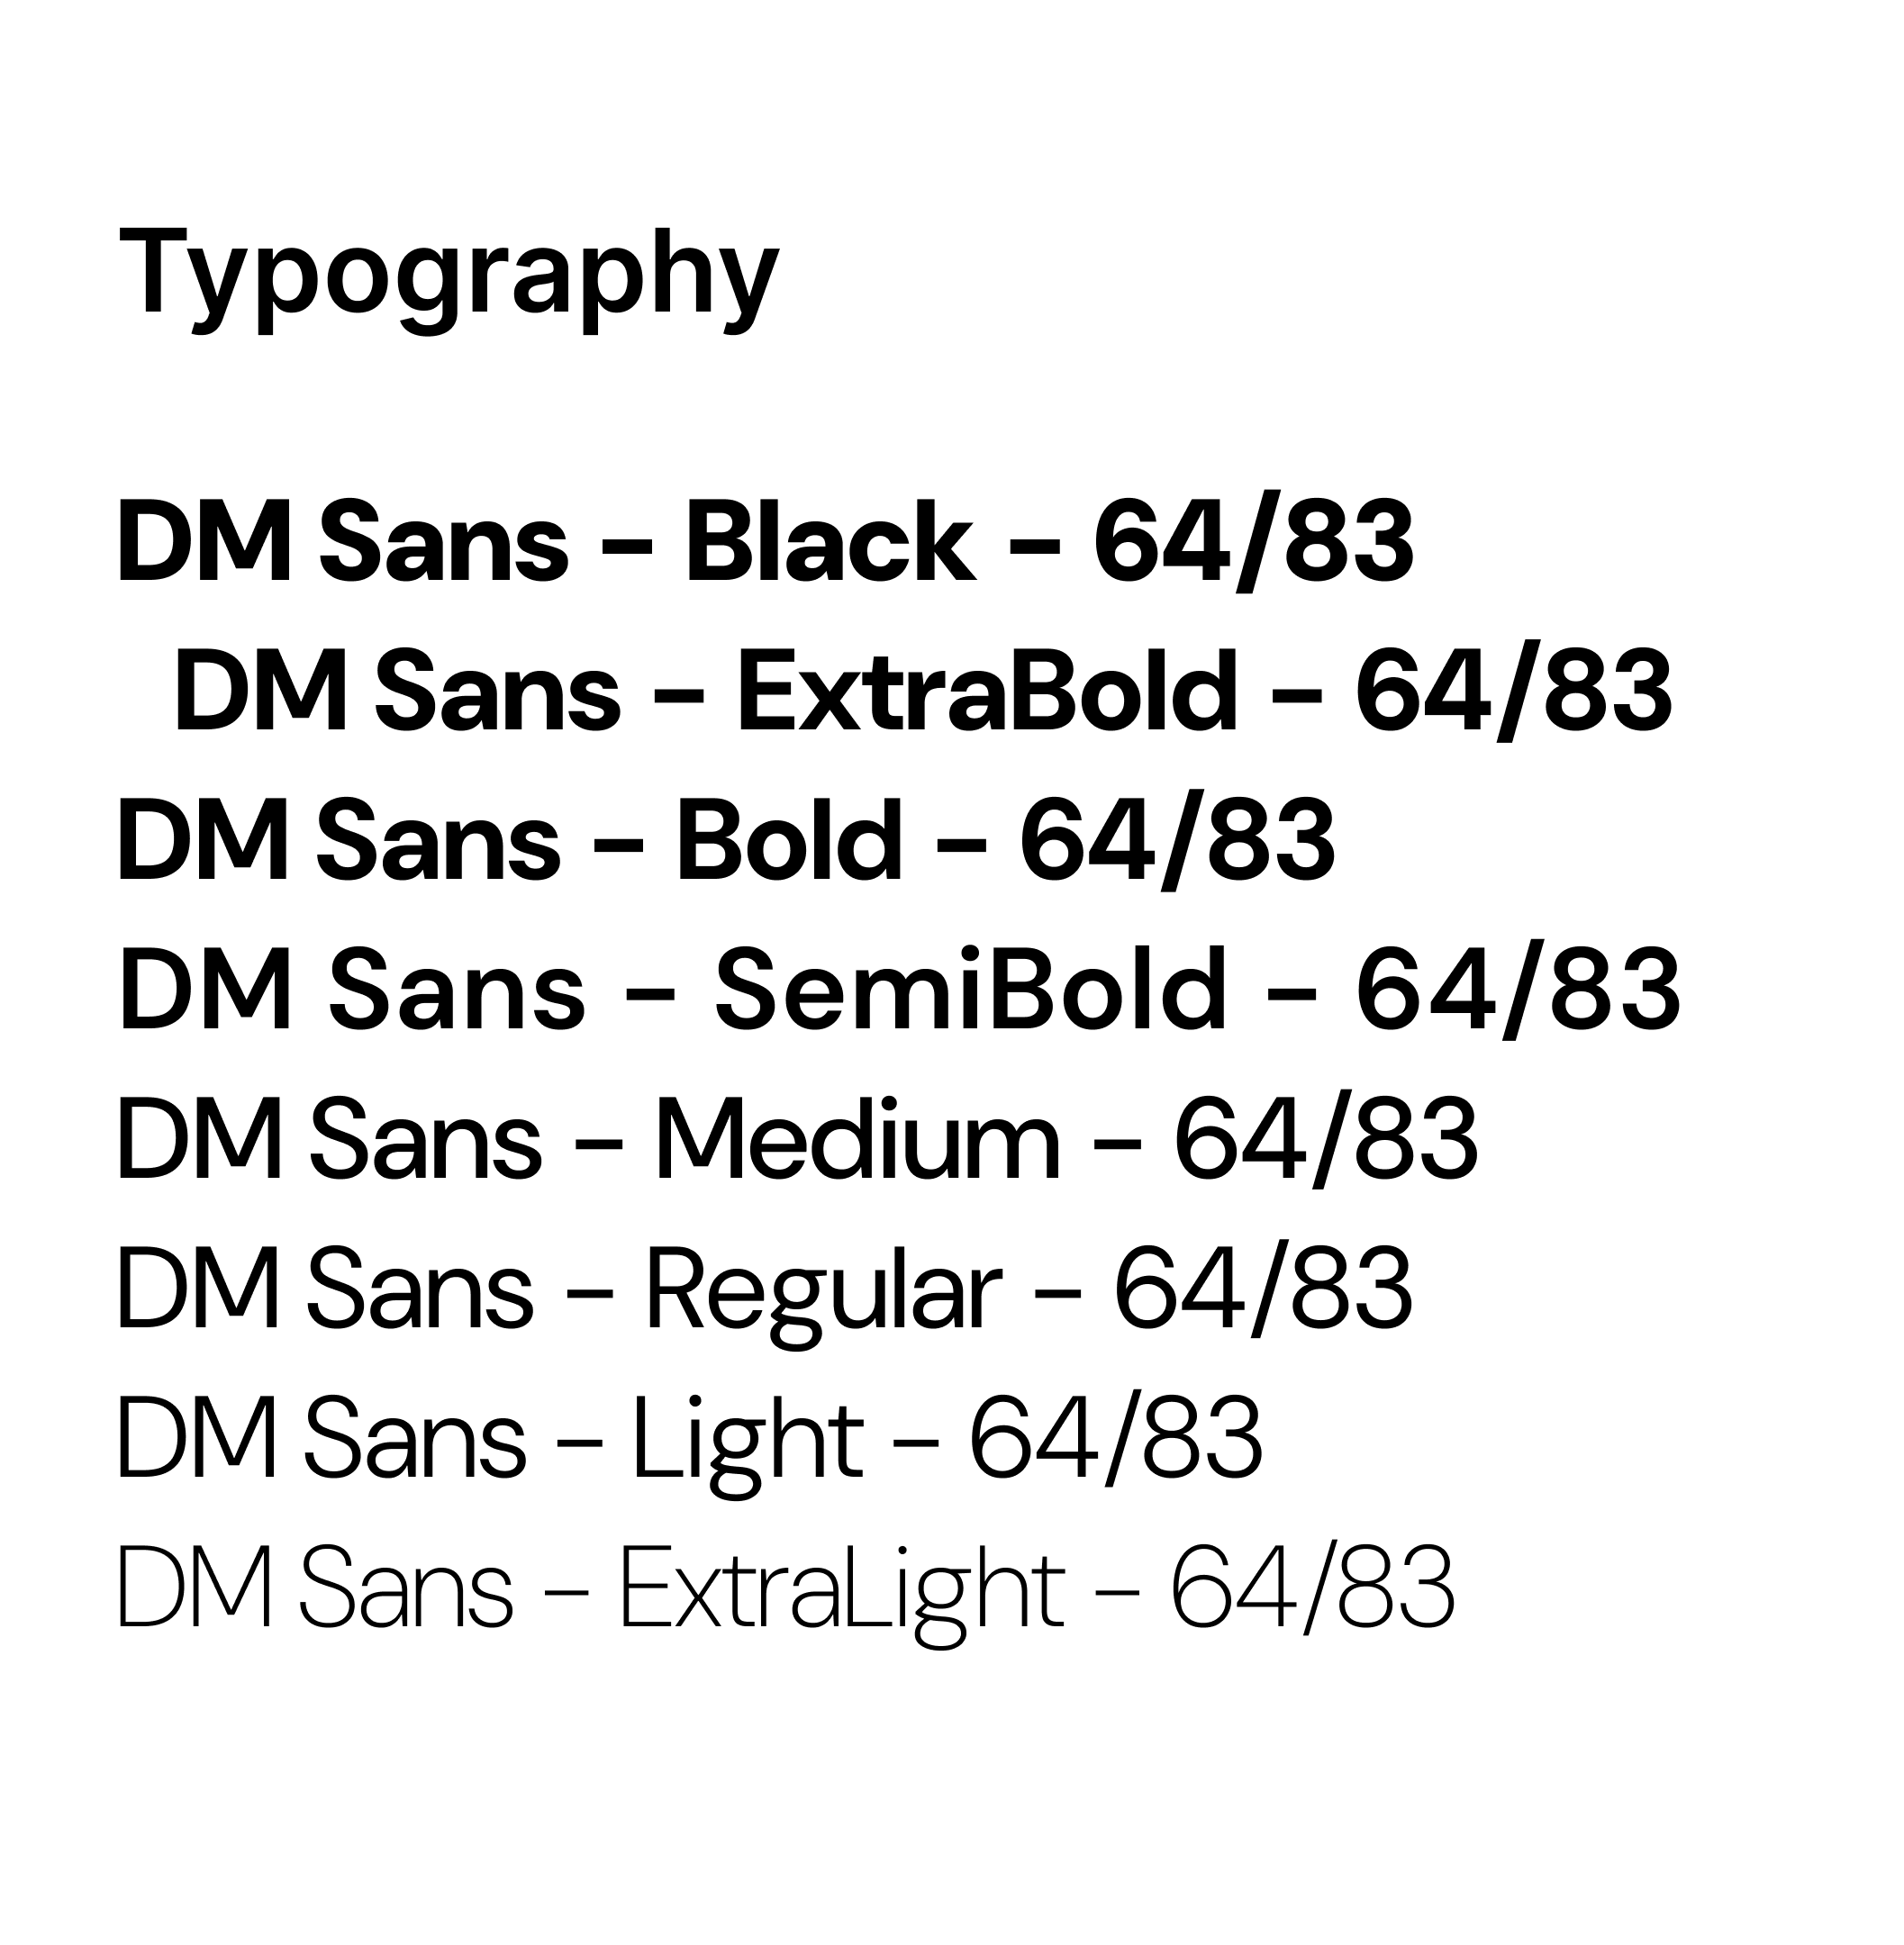 Typography
DM Sans – Black – 64/83
DM Sans – ExtraBold – 64/83
DM Sans – Bold – 64/83
DM Sans – SemiBold – 64/83
DM Sans – Medium – 64/83
DM Sans – Regular – 64/83
DM Sans – Light – 64/83
DM Sans – ExtraLight – 64/83